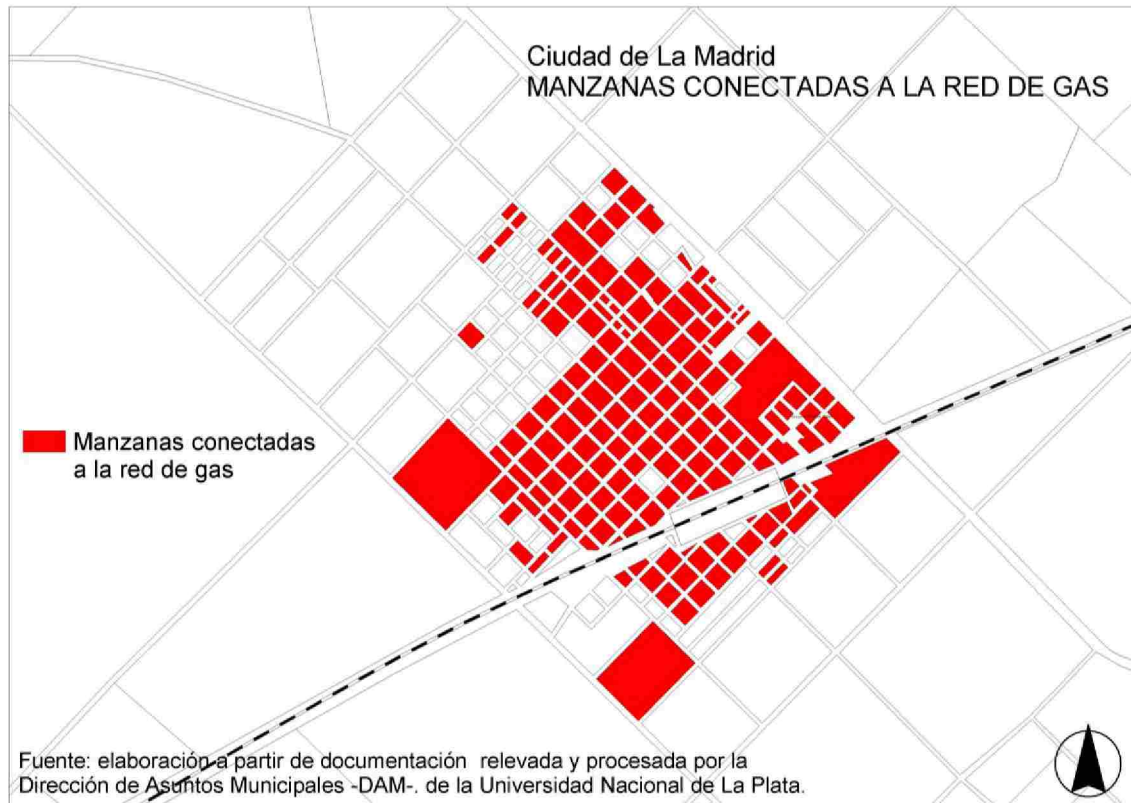 Ciudad de La Madrid
MANZANAS CONECTADAS A LA RED DE GAS
Manzanas conectadas
a la red de gas
Fuente: elaboración a partir de documentación relevada y procesada por la
Dirección de Asuntos Municipales -DAM-. de la Universidad Nacional de La Plata.